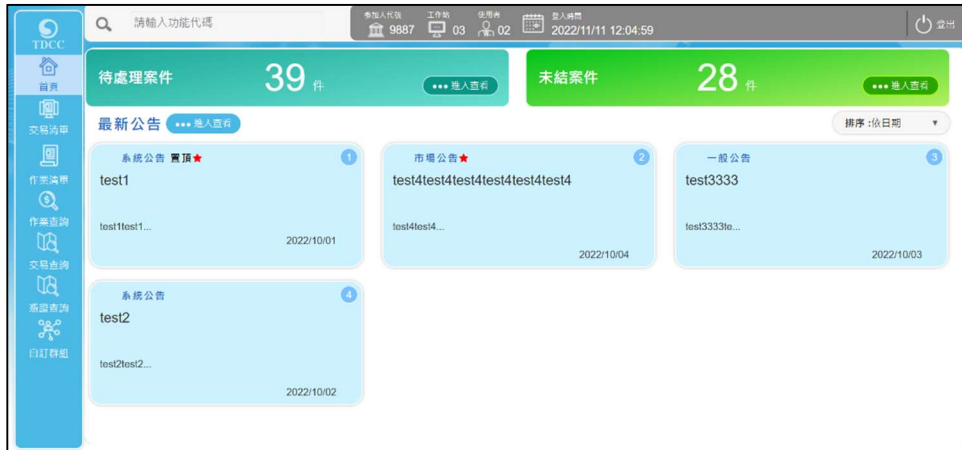 TDCC
請輸入功能代碼
參加人代號 9887
工作站 03
使用者 02
登入時間 2022/11/11 12:04:59
登出
首頁
交易清單
作業清單
作業查詢
交易查詢
憑證查詢
自訂群組
待處理案件 39 件 ●●● 進入查看
未結案件 28 件 ●●● 進入查看
最新公告 ●●● 進入查看
排序 :依日期
系統公告 置頂★ 1
test1
test1test1...
2022/10/01
市場公告★ 2
test4test4test4test4test4test4
test4test4...
2022/10/04
一般公告 3
test3333
test3333te...
2022/10/03
系統公告 4
test2
test2test2...
2022/10/02